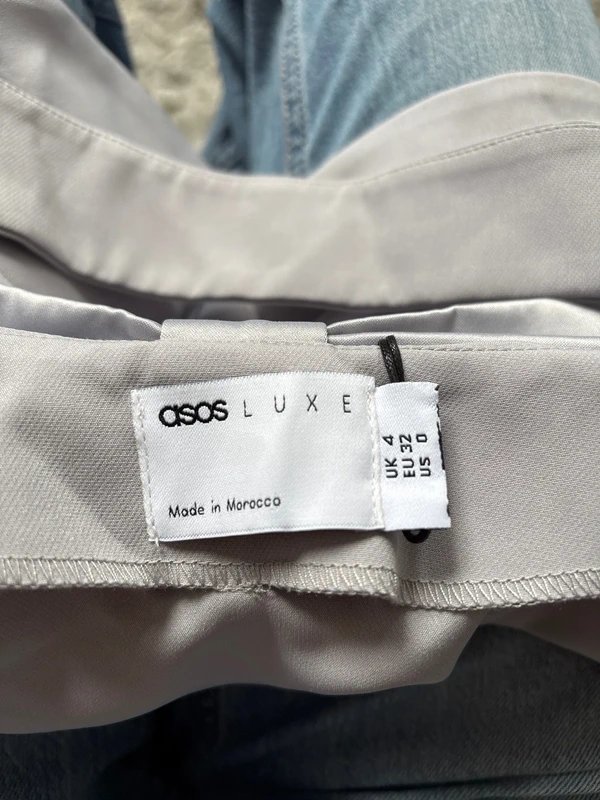 asos LUXE
Made in Morocco
UK 4
EU 32
US 0